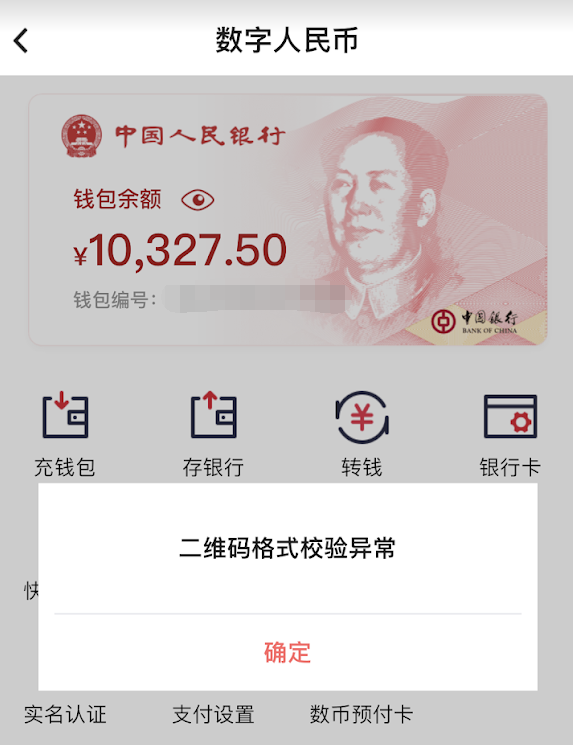 数字人民币
中国人民银行
钱包余额
¥10,327.50
钱包编号：
中国银行
BANK OF CHINA
充钱包 存银行 转钱 银行卡
二维码格式校验异常
快
确定
实名认证 支付设置 数币预付卡